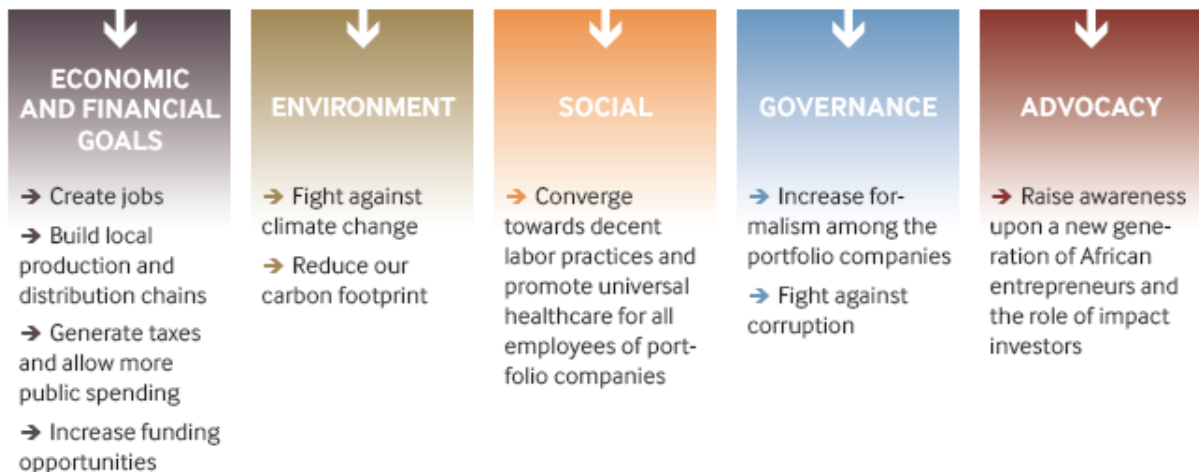 ECONOMIC
AND FINANCIAL
GOALS
→ Create jobs
→ Build local
production and
distribution chains
→ Generate taxes
and allow more
public spending
→ Increase funding
opportunities
ENVIRONMENT
→ Fight against
climate change
→ Reduce our
carbon footprint
SOCIAL
→ Converge
towards decent
labor practices and
promote universal
healthcare for all
employees of port-
folio companies
GOVERNANCE
→ Increase for-
malism among the
portfolio companies
→ Fight against
corruption
ADVOCACY
→ Raise awareness
upon a new gene-
ration of African
entrepreneurs and
the role of impact
investors